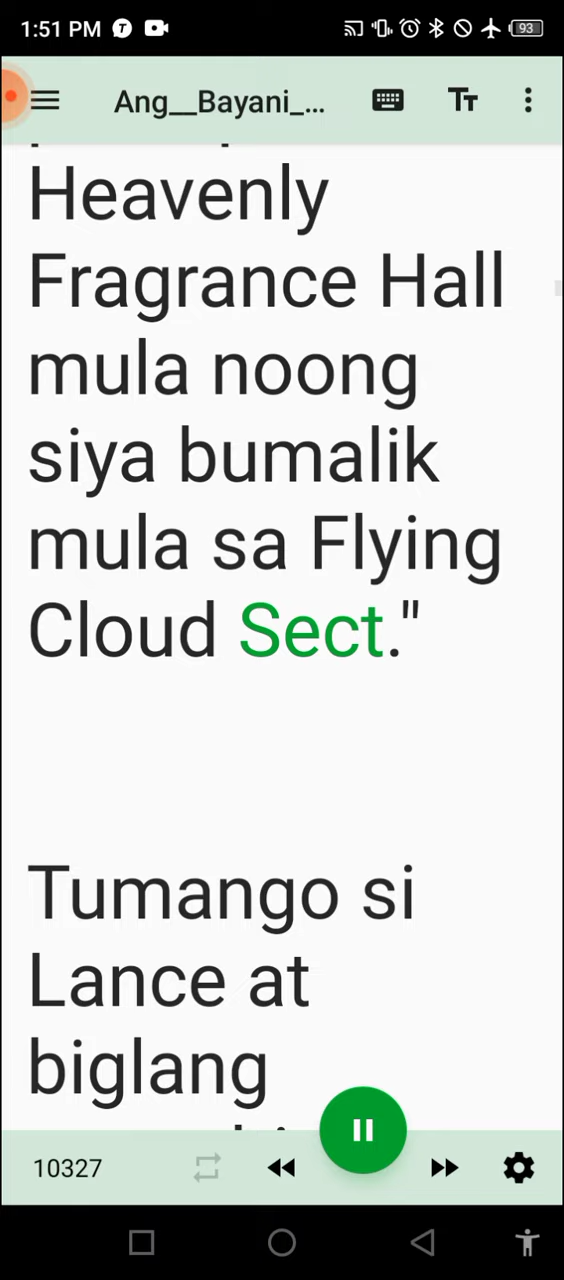 1:51 PM
93
Ang__Bayani_...
Heavenly
Fragrance Hall
mula noong
siya bumalik
mula sa Flying
Cloud Sect."
Tumango si
Lance at
biglang
10327